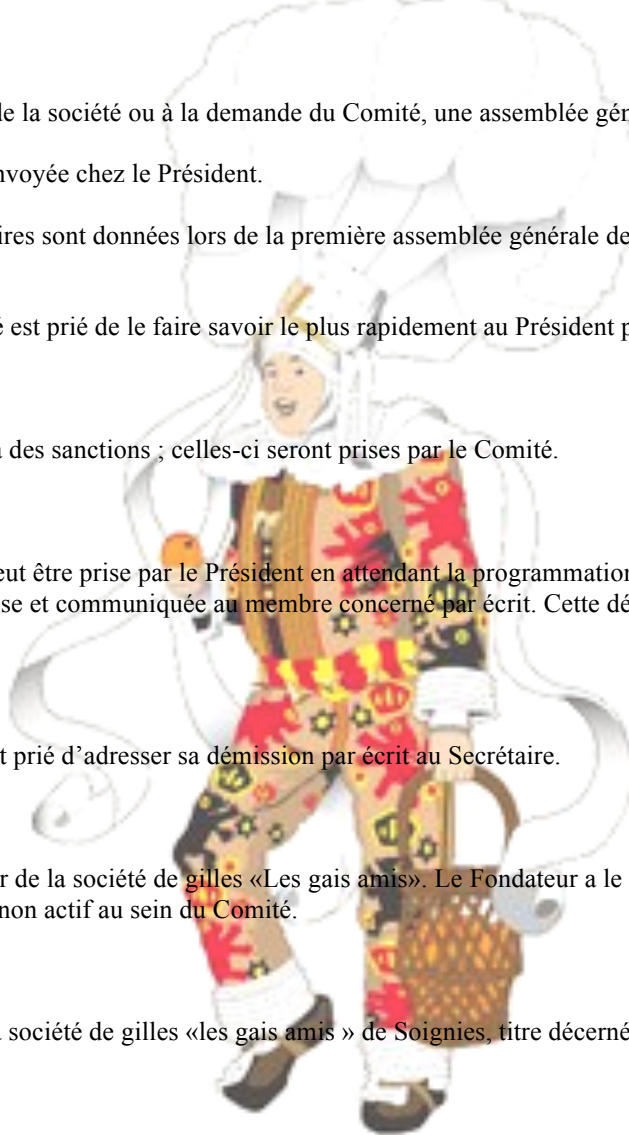 de la société ou à la demande du Comité, une assemblée gén
nvoyée chez le Président.
ires sont données lors de la première assemblée générale de
é est prié de le faire savoir le plus rapidement au Président p
a des sanctions ; celles-ci seront prises par le Comité.
eut être prise par le Président en attendant la programmation
se et communiquée au membre concerné par écrit. Cette dé
t prié d’adresser sa démission par écrit au Secrétaire.
r de la société de gilles «Les gais amis». Le Fondateur a le
non actif au sein du Comité.
a société de gilles «les gais amis » de Soignies, titre décerné